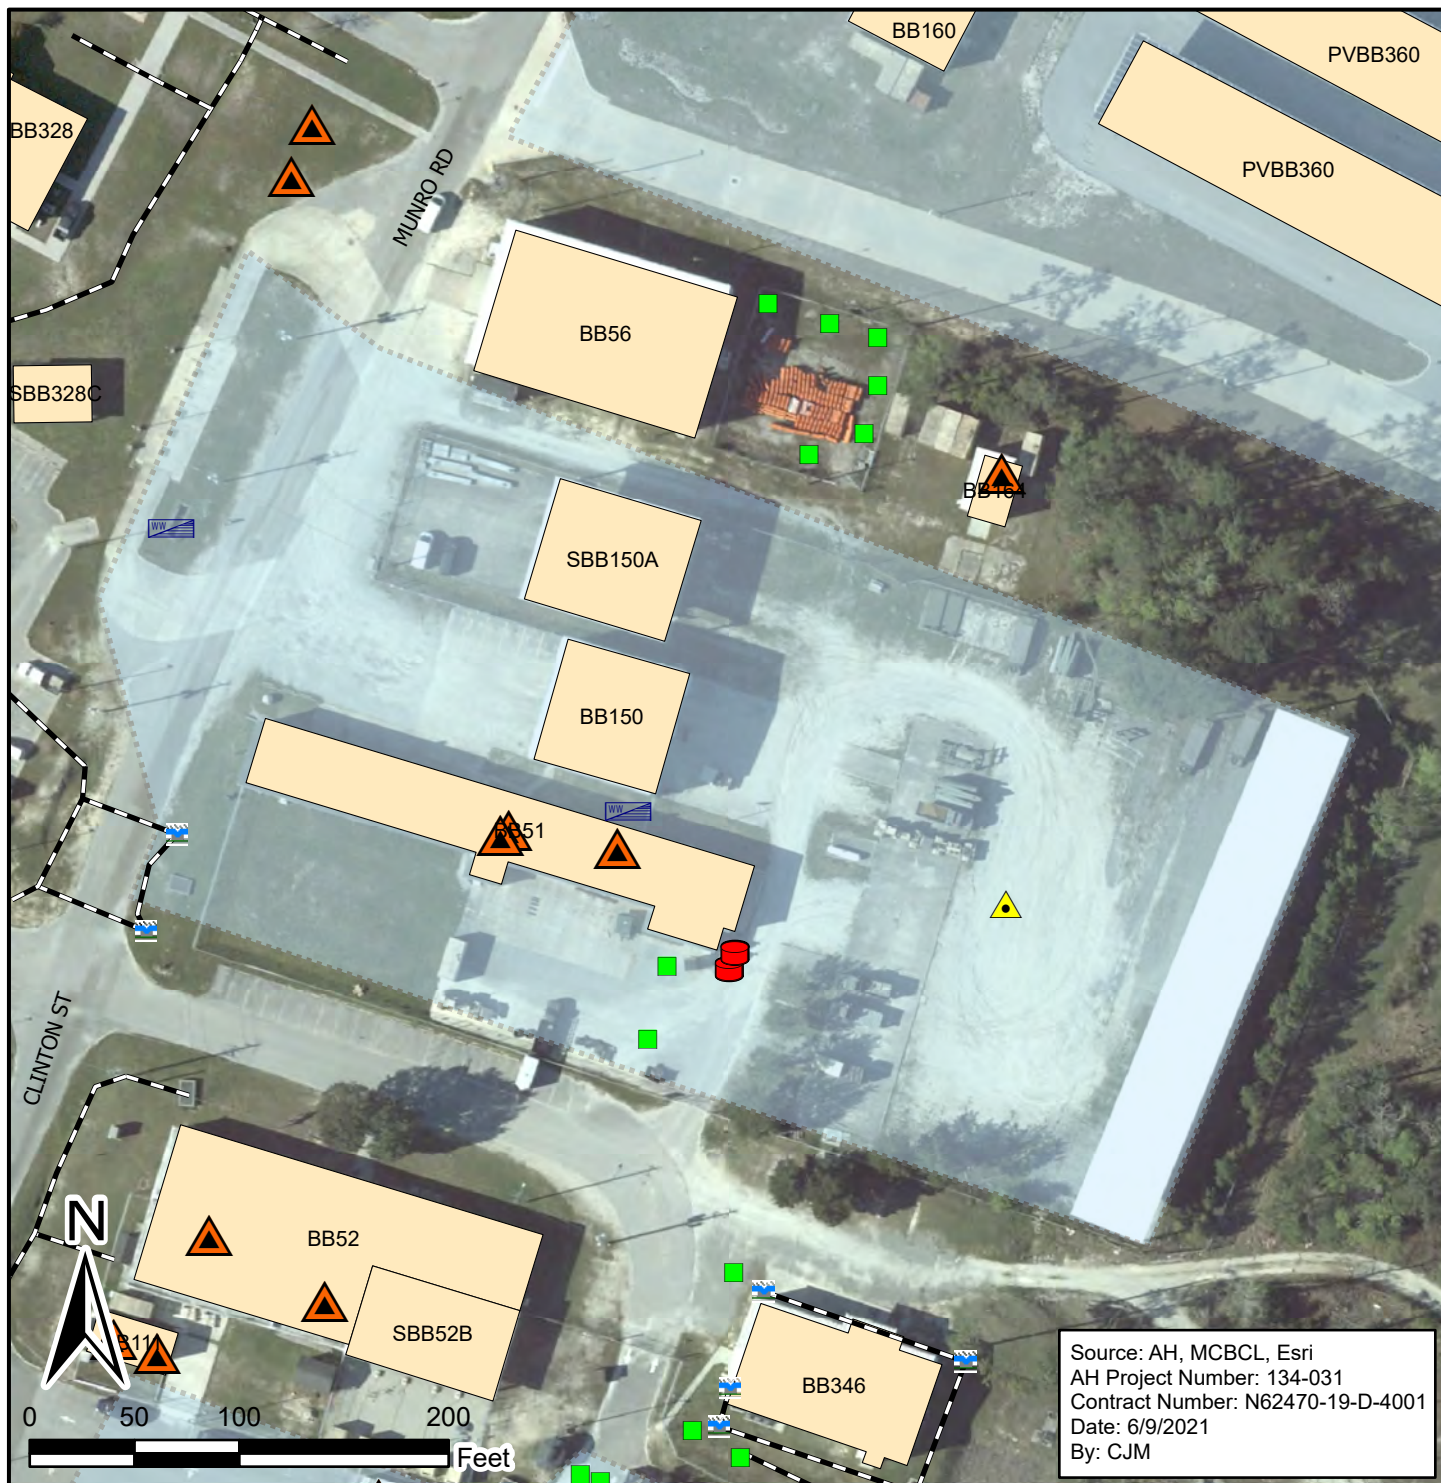 BB160
PVBB360
BB328
PVBB360
MUNRO RD
BB56
SBB328C
BB164
WW
SBB150A
BB150
WW
BB51
CLINTON ST
N
BB52
SBB52B
BB346
0 50 100 200
Feet
Source: AH, MCBCL, Esri
AH Project Number: 134-031
Contract Number: N62470-19-D-4001
Date: 6/9/2021
By: CJM